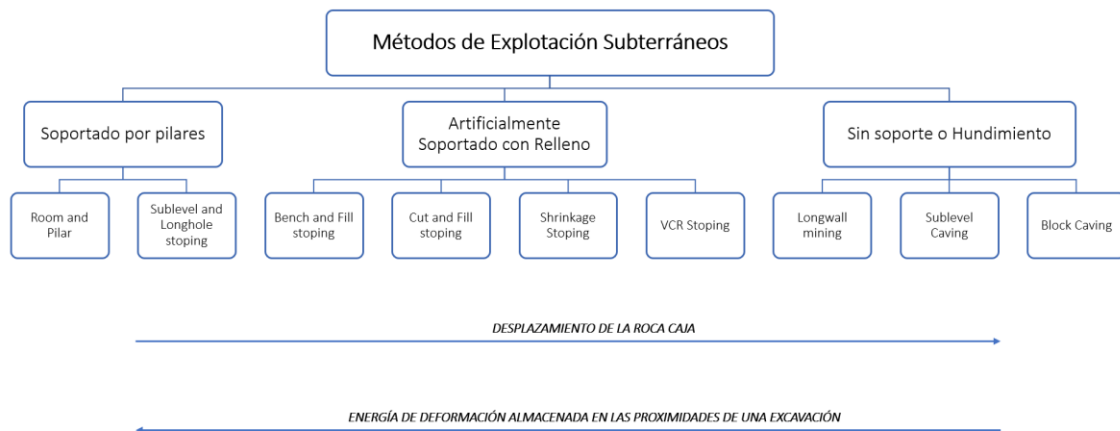 Métodos de Explotación Subterráneos
Soportado por pilares
Artificialmente
Soportado con Relleno
Sin soporte o Hundimiento
Room and
Pilar
Sublevel and
Longhole
stoping
Bench and Fill
stoping
Cut and Fill
stoping
Shrinkage
Stoping
VCR Stoping
Longwall
mining
Sublevel
Caving
Block Caving
DESPLAZAMIENTO DE LA ROCA CAJA
ENERGÍA DE DEFORMACIÓN ALMACENADA EN LAS PROXIMIDADES DE UNA EXCAVACIÓN